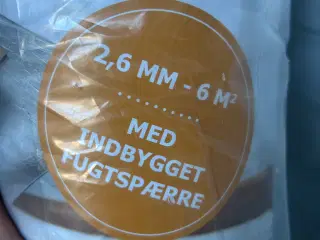 2,6 MM - 6 M²
MED
INDBYGGET
FUGTSPÆRRE